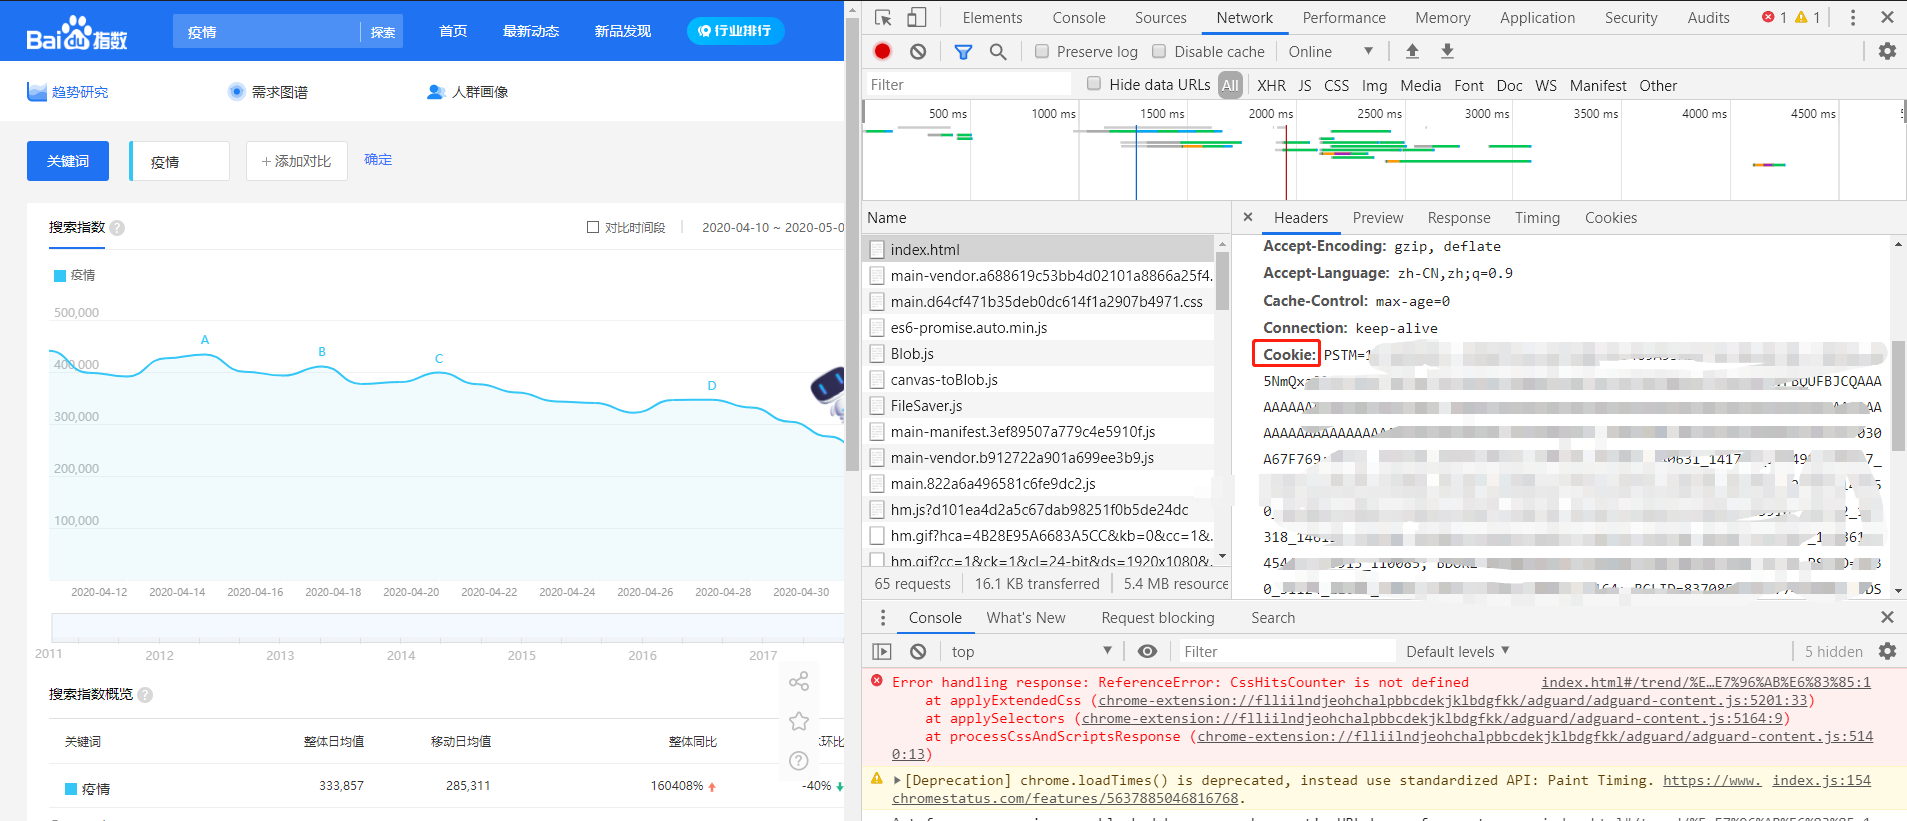 Bai du 指数
疫情 探索
首页 最新动态 新品发现 行业排行
趋势研究 需求图谱 人群画像
关键词 疫情 + 添加对比 确定
搜索指数 ?
对比时间段 2020-04-10 ~ 2020-05-0
疫情
500,000
400,000
300,000
200,000
100,000
A B C D
2020-04-12 2020-04-14 2020-04-16 2020-04-18 2020-04-20 2020-04-22 2020-04-24 2020-04-26 2020-04-28 2020-04-30
2011 2012 2013 2014 2015 2016 2017
搜索指数概览 ?
关键词 整体日均值 移动日均值 整体同比 环比
疫情 333,857 285,311 160408% -40%
Elements Console Sources Network Performance Memory Application Security Audits 1 1
Preserve log Disable cache Online
Filter Hide data URLs All XHR JS CSS Img Media Font Doc WS Manifest Other
500 ms 1000 ms 1500 ms 2000 ms 2500 ms 3000 ms 3500 ms 4000 ms 4500 ms
Name
index.html
main-vendor.a688619c53bb4d02101a8866a25f4.
main.d64cf471b35deb0dc614f1a2907b4971.css
es6-promise.auto.min.js
Blob.js
canvas-toBlob.js
FileSaver.js
main-manifest.3ef89507a779c4e5910f.js
main-vendor.b912722a901a699ee3b9.js
main.822a6a496581c6fe9dc2.js
hm.js?d101ea4d2a5c67dab98251f0b5de24dc
hm.gif?hca=4B28E95A6683A5CC&kb=0&cc=1&.
hm.gif?cc=1&ck=1&cl=24-bit&ds=1920x1080&.
65 requests 16.1 KB transferred 5.4 MB resource
Headers Preview Response Timing Cookies
Accept-Encoding: gzip, deflate
Accept-Language: zh-CN,zh;q=0.9
Cache-Control: max-age=0
Connection: keep-alive
Cookie: PSTM=1
5NmQx QUFBJCQAAA
AAAAAA AA
AAAAAAAAAAAAAAA 030
A67F769:
318_1461
Console What's New Request blocking Search
top Filter Default levels 5 hidden
Error handling response: ReferenceError: CssHitsCounter is not defined index.html#/trend/%E…E7%96%AB%E6%83%85:1
at applyExtendedCss (chrome-extension://flliilndjeohchalpbbcdekjklbdgfkk/adguard/adguard-content.js:5201:33)
at applySelectors (chrome-extension://flliilndjeohchalpbbcdekjklbdgfkk/adguard/adguard-content.js:5164:9)
at processCssAndScriptsResponse (chrome-extension://flliilndjeohchalpbbcdekjklbdgfkk/adguard/adguard-content.js:514
0:13)
[Deprecation] chrome.loadTimes() is deprecated, instead use standardized API: Paint Timing. https://www. index.js:154
chromestatus.com/features/5637885046816768.